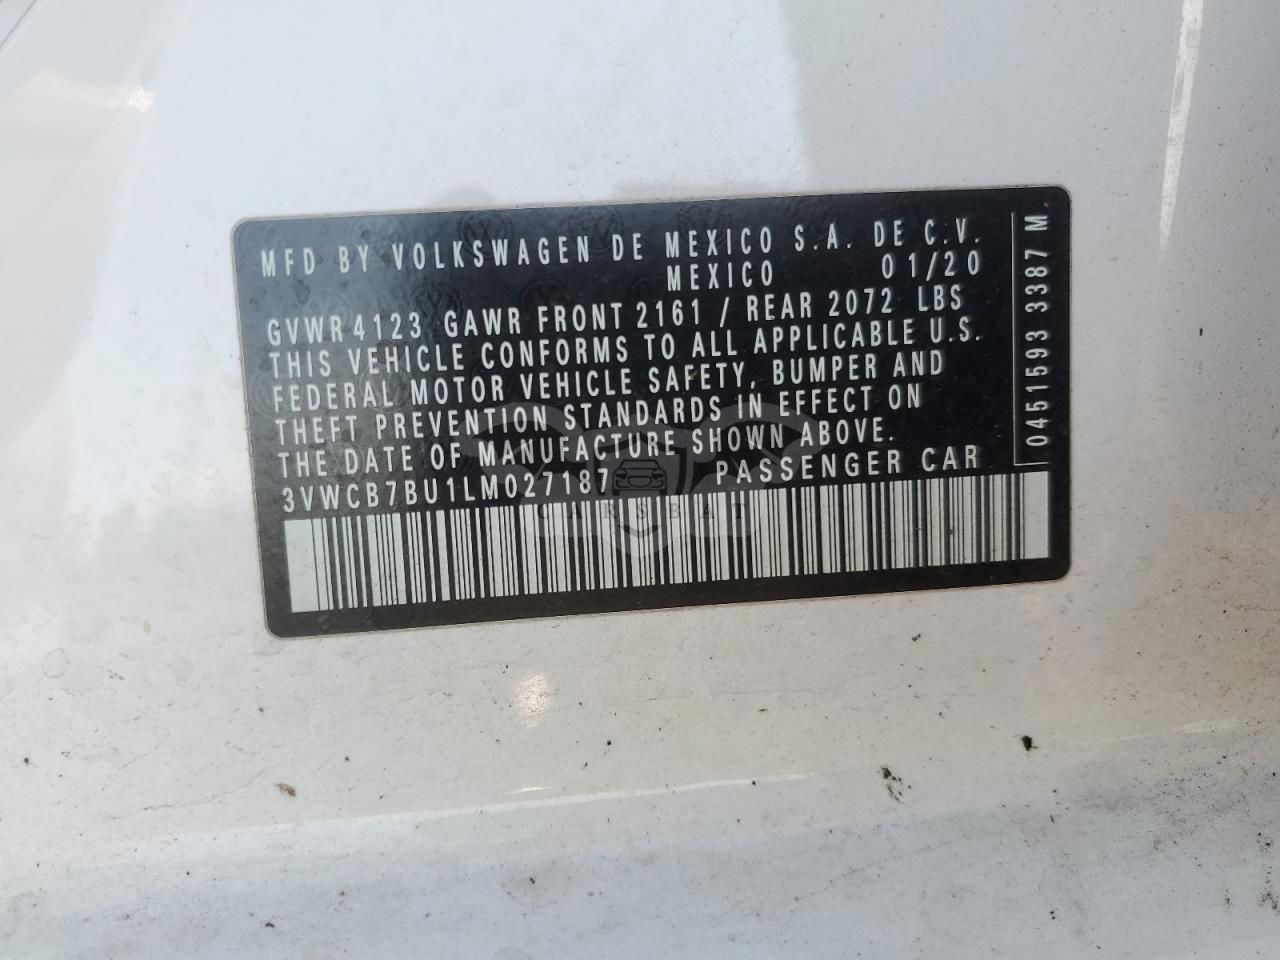 MFD BY VOLKSWAGEN DE MEXICO S.A. DE C.V.
MEXICO 01/20
GVWR 4123 GAWR FRONT 2161 / REAR 2072 LBS
THIS VEHICLE CONFORMS TO ALL APPLICABLE U.S.
FEDERAL MOTOR VEHICLE SAFETY, BUMPER AND
THEFT PREVENTION STANDARDS IN EFFECT ON
THE DATE OF MANUFACTURE SHOWN ABOVE.
3VWCB7BU1LM027187 PASSENGER CAR
0451593 3387 M
CARSBAT